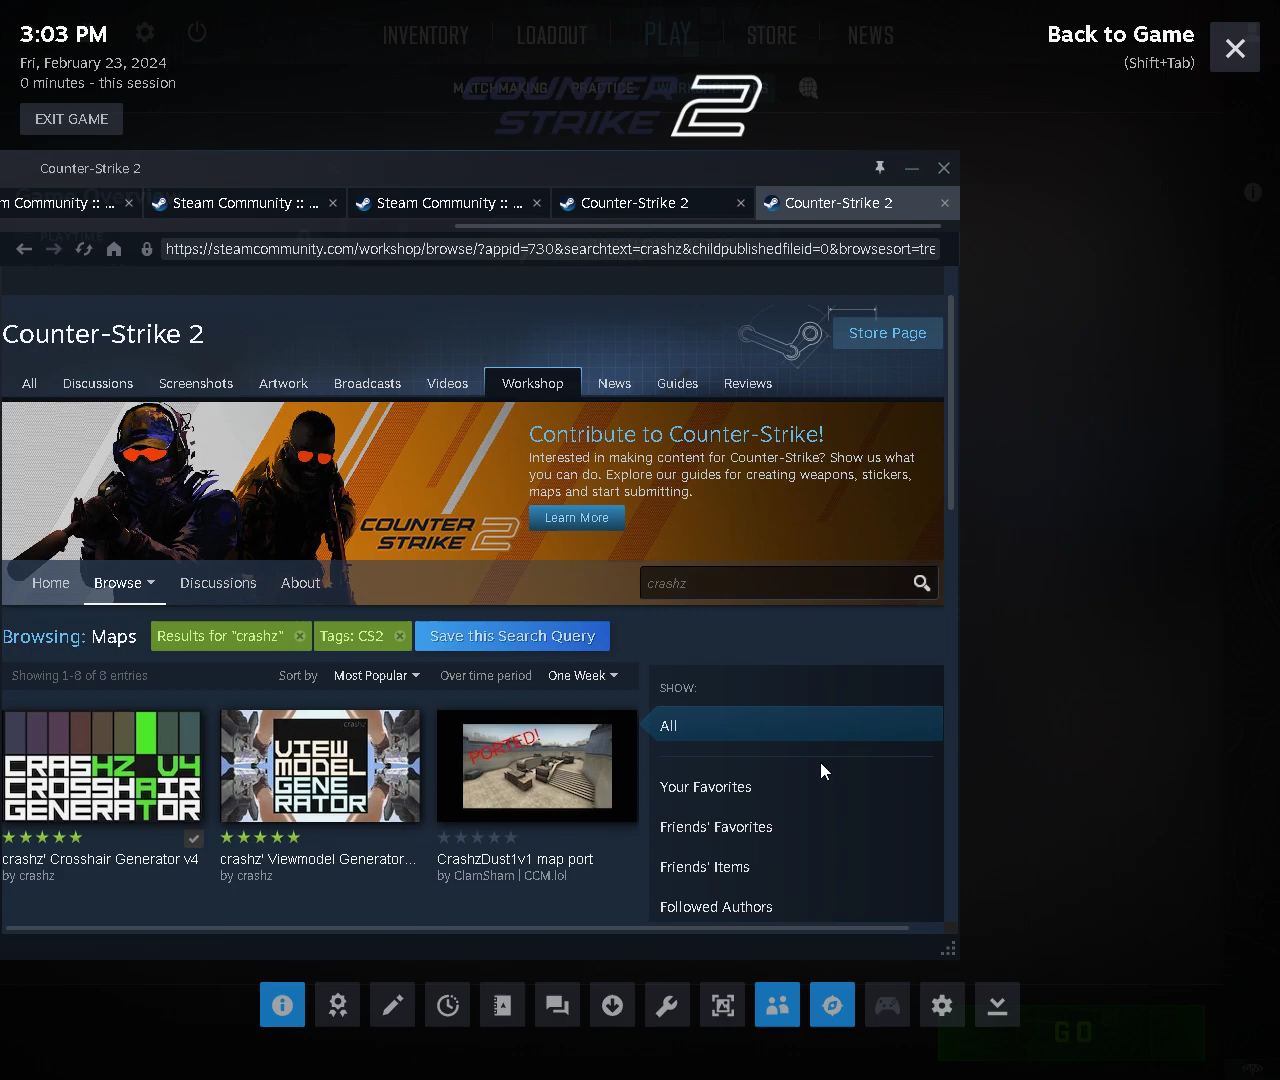 3:03 PM
Fri, February 23, 2024
0 minutes - this session
EXIT GAME
INVENTORY
LOADOUT
PLAY
STORE
NEWS
MATCHMAKING
PRACTICE
COUNTER
STRIKE 2
Back to Game
(Shift+Tab)
Counter-Strike 2
m Community :: ...
Steam Community :: ...
Steam Community :: ...
Counter-Strike 2
Counter-Strike 2
https://steamcommunity.com/workshop/browse/?appid=730&searchtext=crashz&childpublishedfileid=0&browsesort=tre
Counter-Strike 2
Store Page
All
Discussions
Screenshots
Artwork
Broadcasts
Videos
Workshop
News
Guides
Reviews
Contribute to Counter-Strike!
Interested in making content for Counter-Strike? Show us what
you can do. Explore our guides for creating weapons, stickers,
maps and start submitting.
Learn More
COUNTER
STRIKE 2
Home
Browse
Discussions
About
crashz
Browsing: Maps
Results for "crashz"
Tags: CS2
Save this Search Query
Showing 1-8 of 8 entries
Sort by
Most Popular
Over time period
One Week
CRASHZ V4
CROSSHAIR
GENERATOR
crashz' Crosshair Generator v4
by crashz
crashz
VIEW
MODEL
GENE
RATOR
crashz' Viewmodel Generator...
by crashz
PORTED!
CrashzDust1v1 map port
by ClamSham | CCM.lol
SHOW:
All
Your Favorites
Friends' Favorites
Friends' Items
Followed Authors
GO